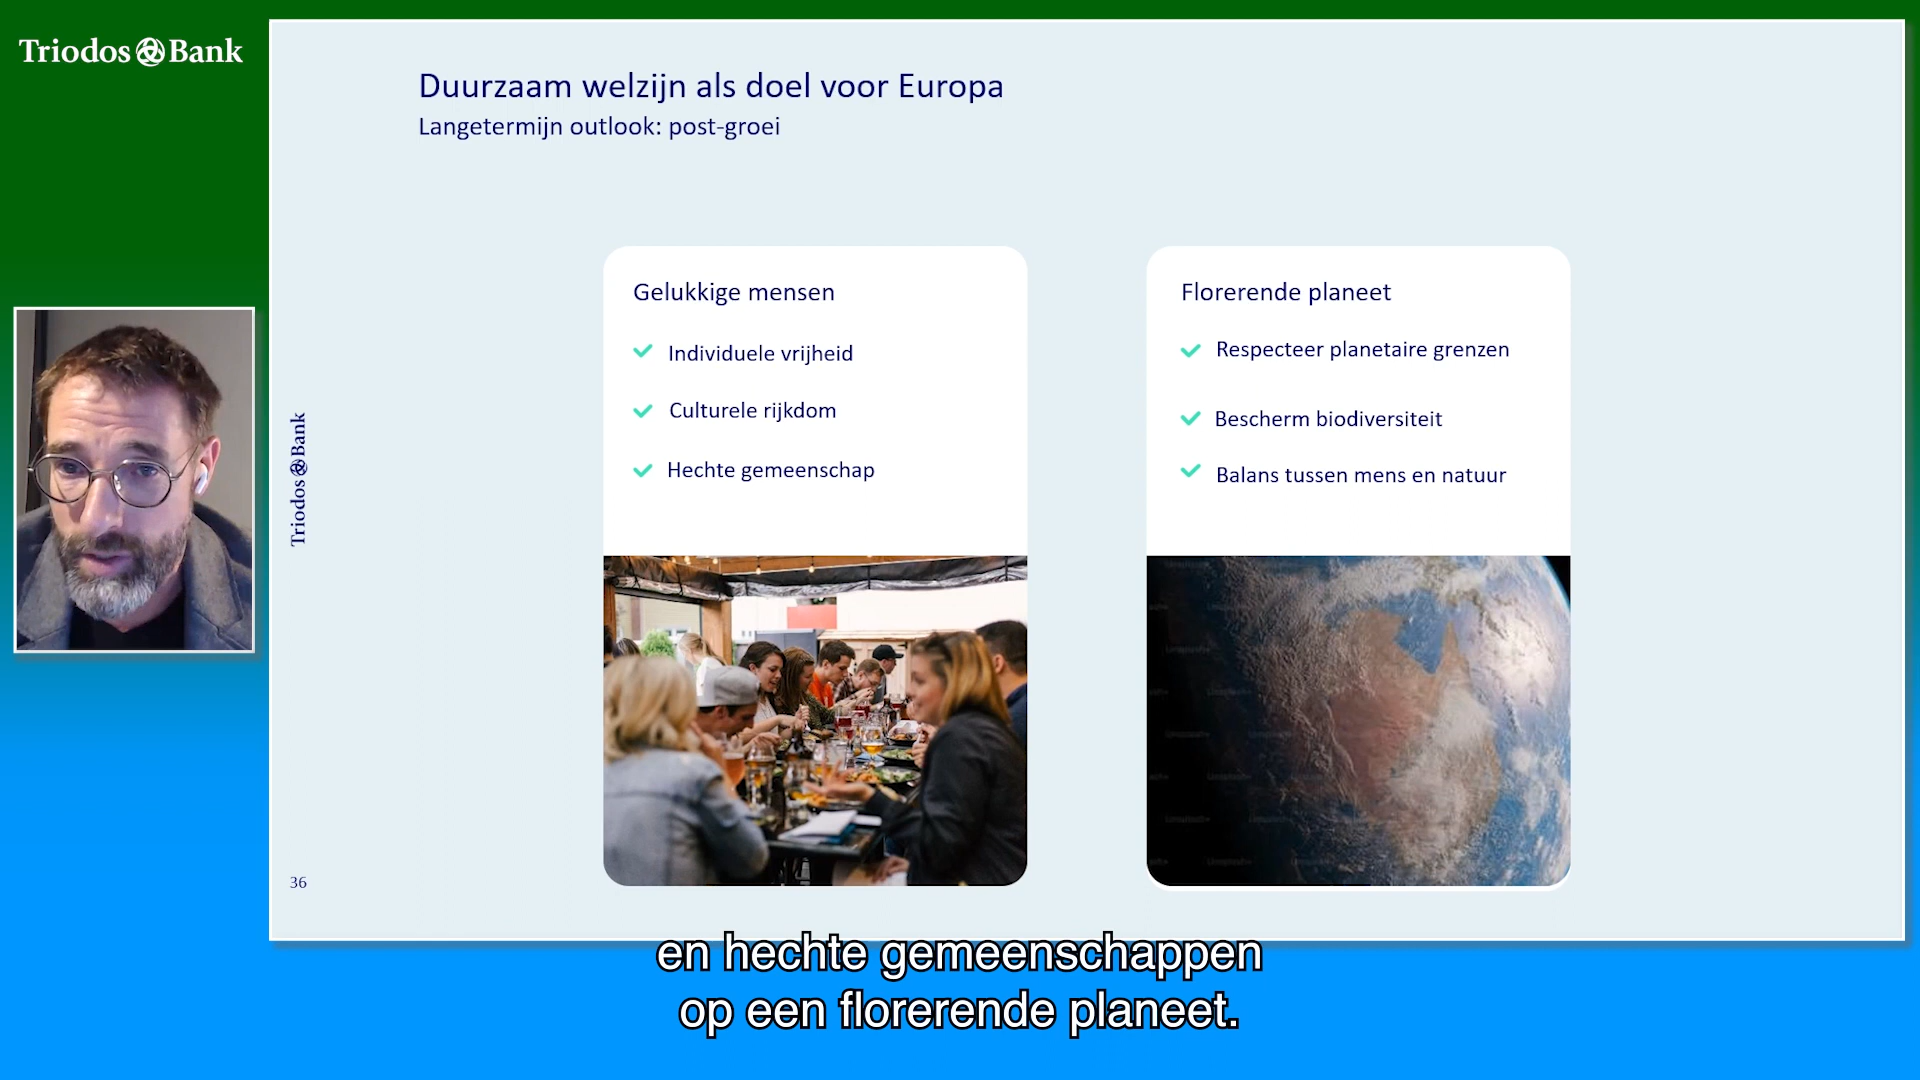 Triodos Bank
Duurzaam welzijn als doel voor Europa
Langetermijn outlook: post-groei
Gelukkige mensen
Individuele vrijheid
Culturele rijkdom
Hechte gemeenschap
Florerende planeet
Respecteer planetaire grenzen
Bescherm biodiversiteit
Balans tussen mens en natuur
Triodos Bank
36
en hechte gemeenschappen
op een florerende planeet.